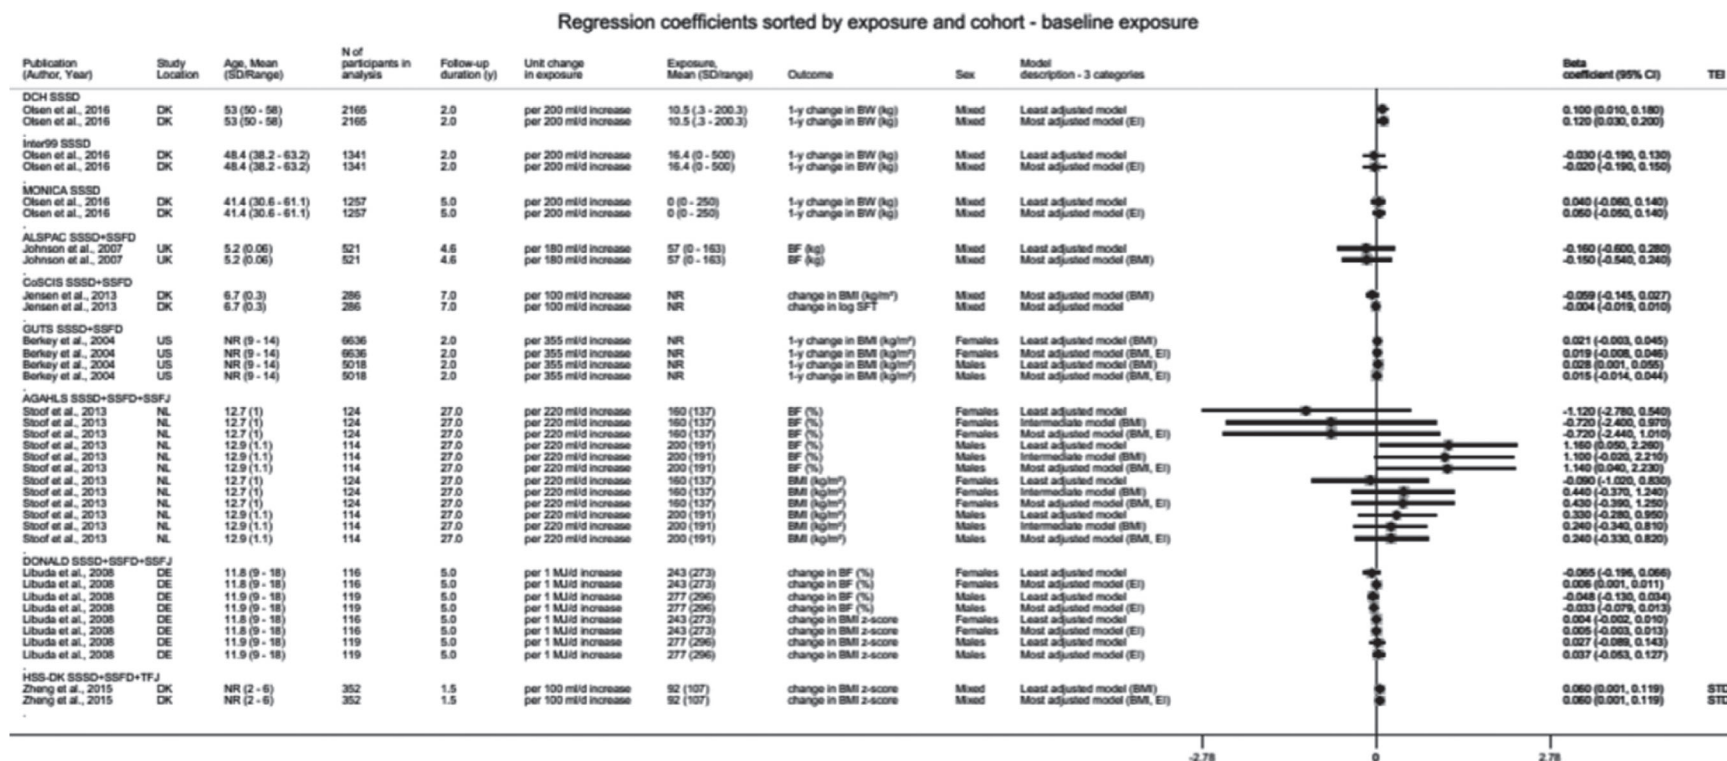 Regression coefficients sorted by exposure and cohort - baseline exposure
Publication (Author, Year) Study Location Age, Mean (SD/Range) N of participants in analysis Follow-up duration (y) Unit change in exposure Exposure, Mean (SD/range) Outcome Sex Model description - 3 categories Beta coefficient (95% CI) TEI
DCH SSSD
Olsen et al., 2016 DK 53 (50 - 58) 2165 2.0 per 200 ml/d increase 10.5 (.3 - 200.3) 1-y change in BW (kg) Mixed Least adjusted model 0.100 (0.010, 0.180)
Olsen et al., 2016 DK 53 (50 - 58) 2165 2.0 per 200 ml/d increase 10.5 (.3 - 200.3) 1-y change in BW (kg) Mixed Most adjusted model (EI) 0.120 (0.030, 0.200)
.
Inter99 SSSD
Olsen et al., 2016 DK 48.4 (38.2 - 63.2) 1341 2.0 per 200 ml/d increase 16.4 (0 - 500) 1-y change in BW (kg) Mixed Least adjusted model -0.030 (-0.190, 0.130)
Olsen et al., 2016 DK 48.4 (38.2 - 63.2) 1341 2.0 per 200 ml/d increase 16.4 (0 - 500) 1-y change in BW (kg) Mixed Most adjusted model (EI) -0.020 (-0.190, 0.150)
.
MONICA SSSD
Olsen et al., 2016 DK 41.4 (30.6 - 61.1) 1257 5.0 per 200 ml/d increase 0 (0 - 250) 1-y change in BW (kg) Mixed Least adjusted model 0.040 (-0.060, 0.140)
Olsen et al., 2016 DK 41.4 (30.6 - 61.1) 1257 5.0 per 200 ml/d increase 0 (0 - 250) 1-y change in BW (kg) Mixed Most adjusted model (EI) (-0.050, 0.140)
.
ALSPAC SSSD+SSFD
Johnson et al., 2007 UK 5.2 (0.06) 521 4.6 per 180 ml/d increase 57 (0 - 163) BF (kg) Mixed Least adjusted model -0.160 (-0.600, 0.280)
Johnson et al., 2007 UK 5.2 (0.06) 521 4.6 per 180 ml/d increase 57 (0 - 163) BF (kg) Mixed Most adjusted model (BMI) -0.150 (-0.540, 0.240)
.
CoSCIS SSSD+SSFD
Jensen et al., 2013 DK 6.7 (0.3) 286 7.0 per 100 ml/d increase NR change in BMI (kg/m²) Mixed Most adjusted model (BMI) -0.059 (-0.145, 0.027)
Jensen et al., 2013 DK 6.7 (0.3) 286 7.0 per 100 ml/d increase NR change in log SFT Mixed Most adjusted model -0.004 (-0.019, 0.010)
.
GUTS SSSD+SSFD
Berkey et al., 2004 US NR (9 - 14) 6636 2.0 per 355 ml/d increase NR 1-y change in BMI (kg/m²) Females Least adjusted model (BMI) 0.021 (-0.003, 0.045)
Berkey et al., 2004 US NR (9 - 14) 6636 2.0 per 355 ml/d increase NR 1-y change in BMI (kg/m²) Females Most adjusted model (BMI, EI) 0.019 (-0.008, 0.046)
Berkey et al., 2004 US NR (9 - 14) 5018 2.0 per 355 ml/d increase NR 1-y change in BMI (kg/m²) Males Least adjusted model (BMI) 0.028 (0.001, 0.055)
Berkey et al., 2004 US NR (9 - 14) 5018 2.0 per 355 ml/d increase NR 1-y change in BMI (kg/m²) Males Most adjusted model (BMI, EI) 0.015 (-0.014, 0.044)
.
AGAHLS SSSD+SSFD+SSFJ
Stoof et al., 2013 NL 12.7 (1) 124 27.0 per 220 ml/d increase 160 (137) BF (%) Females Least adjusted model -1.120 (-2.780, 0.540)
Stoof et al., 2013 NL 12.7 (1) 124 27.0 per 220 ml/d increase 160 (137) BF (%) Females Intermediate model (BMI) -0.720 (-2.400, 0.970)
Stoof et al., 2013 NL 12.7 (1) 124 27.0 per 220 ml/d increase 160 (137) BF (%) Females Most adjusted model (BMI, EI) -0.720 (-2.440, 1.010)
Stoof et al., 2013 NL 12.9 (1.1) 114 27.0 per 220 ml/d increase 200 (191) BF (%) Males Least adjusted model 1.160 (0.050, 2.260)
Stoof et al., 2013 NL 12.9 (1.1) 114 27.0 per 220 ml/d increase 200 (191) BF (%) Males Intermediate model (BMI) 1.100 (-0.020, 2.210)
Stoof et al., 2013 NL 12.9 (1.1) 114 27.0 per 220 ml/d increase 200 (191) BF (%) Males Most adjusted model (BMI, EI) 1.140 (0.040, 2.230)
Stoof et al., 2013 NL 12.7 (1) 124 27.0 per 220 ml/d increase 160 (137) BMI (kg/m²) Females Least adjusted model -0.090 (-1.020, 0.830)
Stoof et al., 2013 NL 12.7 (1) 124 27.0 per 220 ml/d increase 160 (137) BMI (kg/m²) Females Intermediate model (BMI) 0.440 (-0.370, 1.240)
Stoof et al., 2013 NL 12.7 (1) 124 27.0 per 220 ml/d increase 160 (137) BMI (kg/m²) Females Most adjusted model (BMI, EI) 0.430 (-0.390, 1.250)
Stoof et al., 2013 NL 12.9 (1.1) 114 27.0 per 220 ml/d increase 200 (191) BMI (kg/m²) Males Least adjusted model 0.330 (-0.280, 0.950)
Stoof et al., 2013 NL 12.9 (1.1) 114 27.0 per 220 ml/d increase 200 (191) BMI (kg/m²) Males Intermediate model (BMI) 0.240 (-0.340, 0.810)
Stoof et al., 2013 NL 12.9 (1.1) 114 27.0 per 220 ml/d increase 200 (191) BMI (kg/m²) Males Most adjusted model (BMI, EI) 0.240 (-0.330, 0.820)
.
DONALD SSSD+SSFD+SSFJ
Libuda et al., 2008 DE 11.8 (9 - 18) 116 5.0 per 1 MJ/d increase 243 (273) change in BF (%) Females Least adjusted model -0.065 (-0.196, 0.066)
Libuda et al., 2008 DE 11.8 (9 - 18) 116 5.0 per 1 MJ/d increase 243 (273) change in BF (%) Females Most adjusted model (EI) 0.006 (0.001, 0.011)
Libuda et al., 2008 DE 11.9 (9 - 18) 119 5.0 per 1 MJ/d increase 277 (296) change in BF (%) Males Least adjusted model -0.048 (-0.130, 0.034)
Libuda et al., 2008 DE 11.9 (9 - 18) 119 5.0 per 1 MJ/d increase 277 (296) change in BF (%) Males Most adjusted model (EI) -0.033 (-0.079, 0.013)
Libuda et al., 2008 DE 11.8 (9 - 18) 116 5.0 per 1 MJ/d increase 243 (273) change in BMI z-score Females Least adjusted model 0.004 (-0.002, 0.010)
Libuda et al., 2008 DE 11.8 (9 - 18) 116 5.0 per 1 MJ/d increase 243 (273) change in BMI z-score Females Most adjusted model (EI) 0.005 (-0.003, 0.013)
Libuda et al., 2008 DE 11.9 (9 - 18) 119 5.0 per 1 MJ/d increase 277 (296) change in BMI z-score Males Least adjusted model 0.027 (-0.089, 0.143)
Libuda et al., 2008 DE 11.9 (9 - 18) 119 5.0 per 1 MJ/d increase 277 (296) change in BMI z-score Males Most adjusted model (EI) 0.037 (-0.053, 0.127)
.
HSS-DK SSSD+SSFD+TFJ
Zheng et al., 2015 DK NR (2 - 6) 352 1.5 per 100 ml/d increase 92 (107) change in BMI z-score Mixed Least adjusted model (BMI) 0.060 (0.001, 0.119) STD
Zheng et al., 2015 DK NR (2 - 6) 352 1.5 per 100 ml/d increase 92 (107) change in BMI z-score Mixed Most adjusted model (BMI, EI) 0.060 (0.001, 0.119) STD
.
-2.78 0 2.78